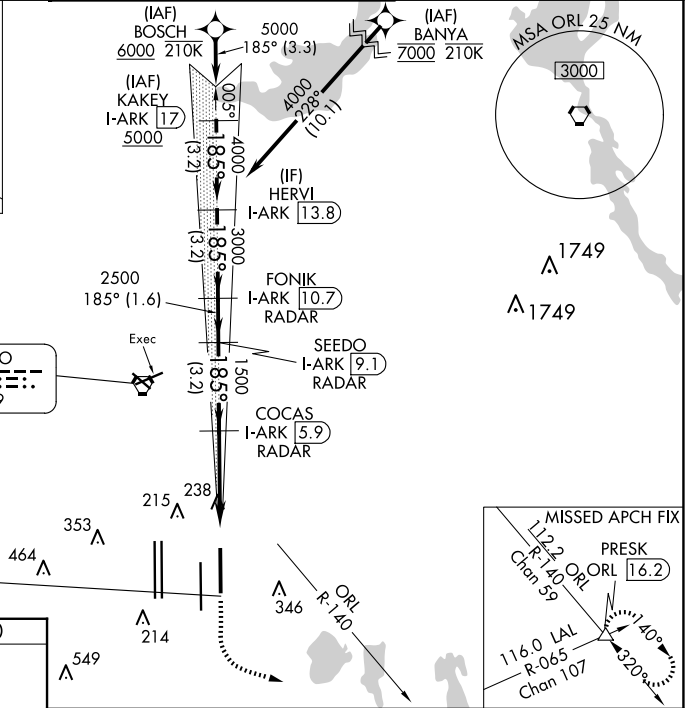 (IAF)
BOSCH
6000 210K
5000
185° (3.3)
(IAF)
BANYA
7000 210K
MSA ORL 25 NM
3000
(IAF)
KAKEY
I-ARK 17
5000
005°
4000
228°
(10.1)
4000
185°
(3.2)
(IF)
HERVI
I-ARK 13.8
3000
185°
(3.2)
1749
1749
2500
185° (1.6)
FONIK
I-ARK 10.7
RADAR
Exec
SEEDO
I-ARK 9.1
RADAR
1500
185°
(3.2)
O
9
COCAS
I-ARK 5.9
RADAR
238
215
353
464
214
549
346
ORL
R-140
MISSED APCH FIX
112.2 ORL
R-140
Chan 59
PRESK
ORL 16.2
116.0 LAL
R-065
Chan 107
140°
320°
)